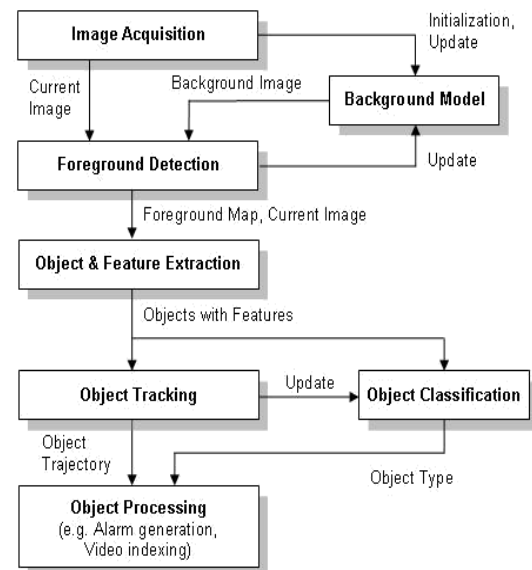 Image Acquisition
Initialization,
Update
Current
Image
Background Image
Background Model
Foreground Detection
Update
Foreground Map, Current Image
Object & Feature Extraction
Objects with Features
Object Tracking
Update
Object Classification
Object
Trajectory
Object Type
Object Processing
(e.g. Alarm generation,
Video indexing)